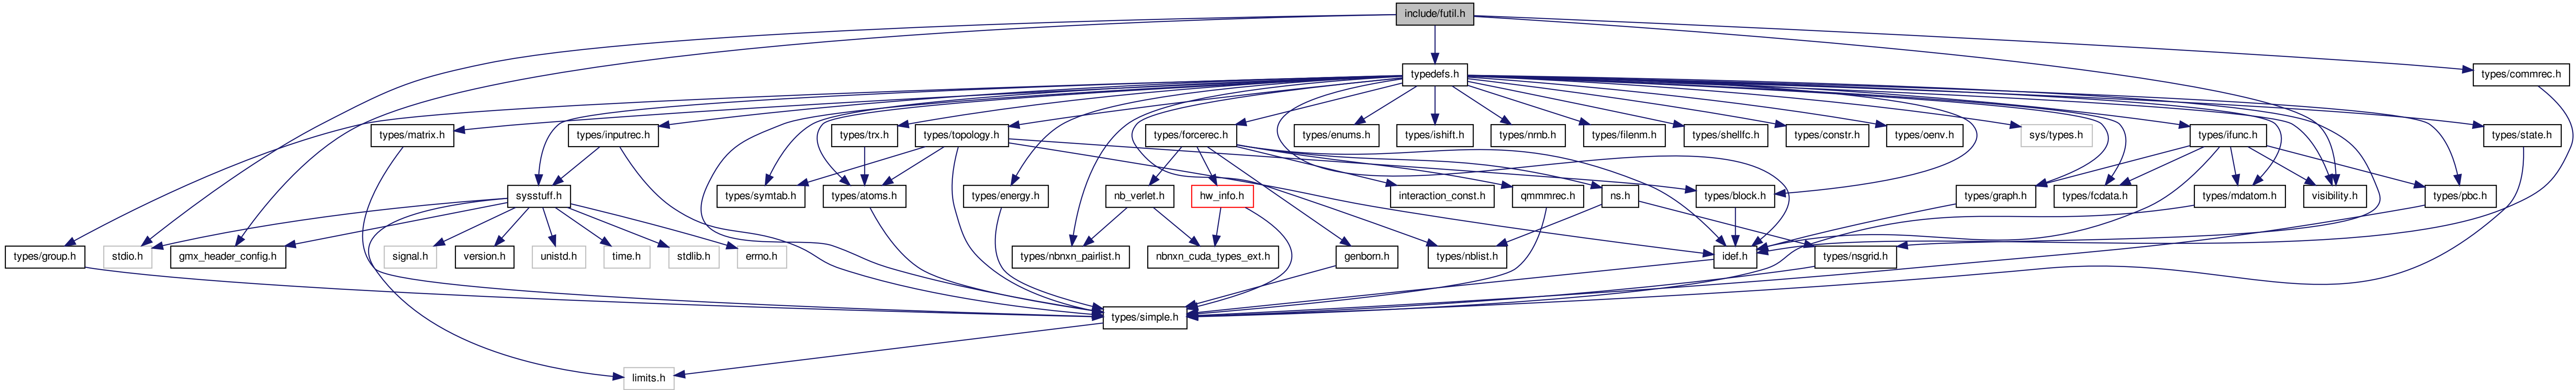 include/futil.h
typedefs.h
types/commrec.h
types/matrix.h
types/inputrec.h
types/trx.h
types/topology.h
types/forcerec.h
types/enums.h
types/ishift.h
types/nrnb.h
types/filenm.h
types/shellfc.h
types/constr.h
types/oenv.h
sys/types.h
types/ifunc.h
types/state.h
sysstuff.h
types/symtab.h
types/atoms.h
types/energy.h
nb_verlet.h
hw_info.h
interaction_const.h
qmmmrec.h
ns.h
types/block.h
types/graph.h
types/fcdata.h
types/mdatom.h
visibility.h
types/pbc.h
types/group.h
stdio.h
gmx_header_config.h
signal.h
version.h
unistd.h
time.h
stdlib.h
errno.h
types/nbnxn_pairlist.h
nbnxn_cuda_types_ext.h
genborn.h
types/nblist.h
idef.h
types/nsgrid.h
types/simple.h
limits.h